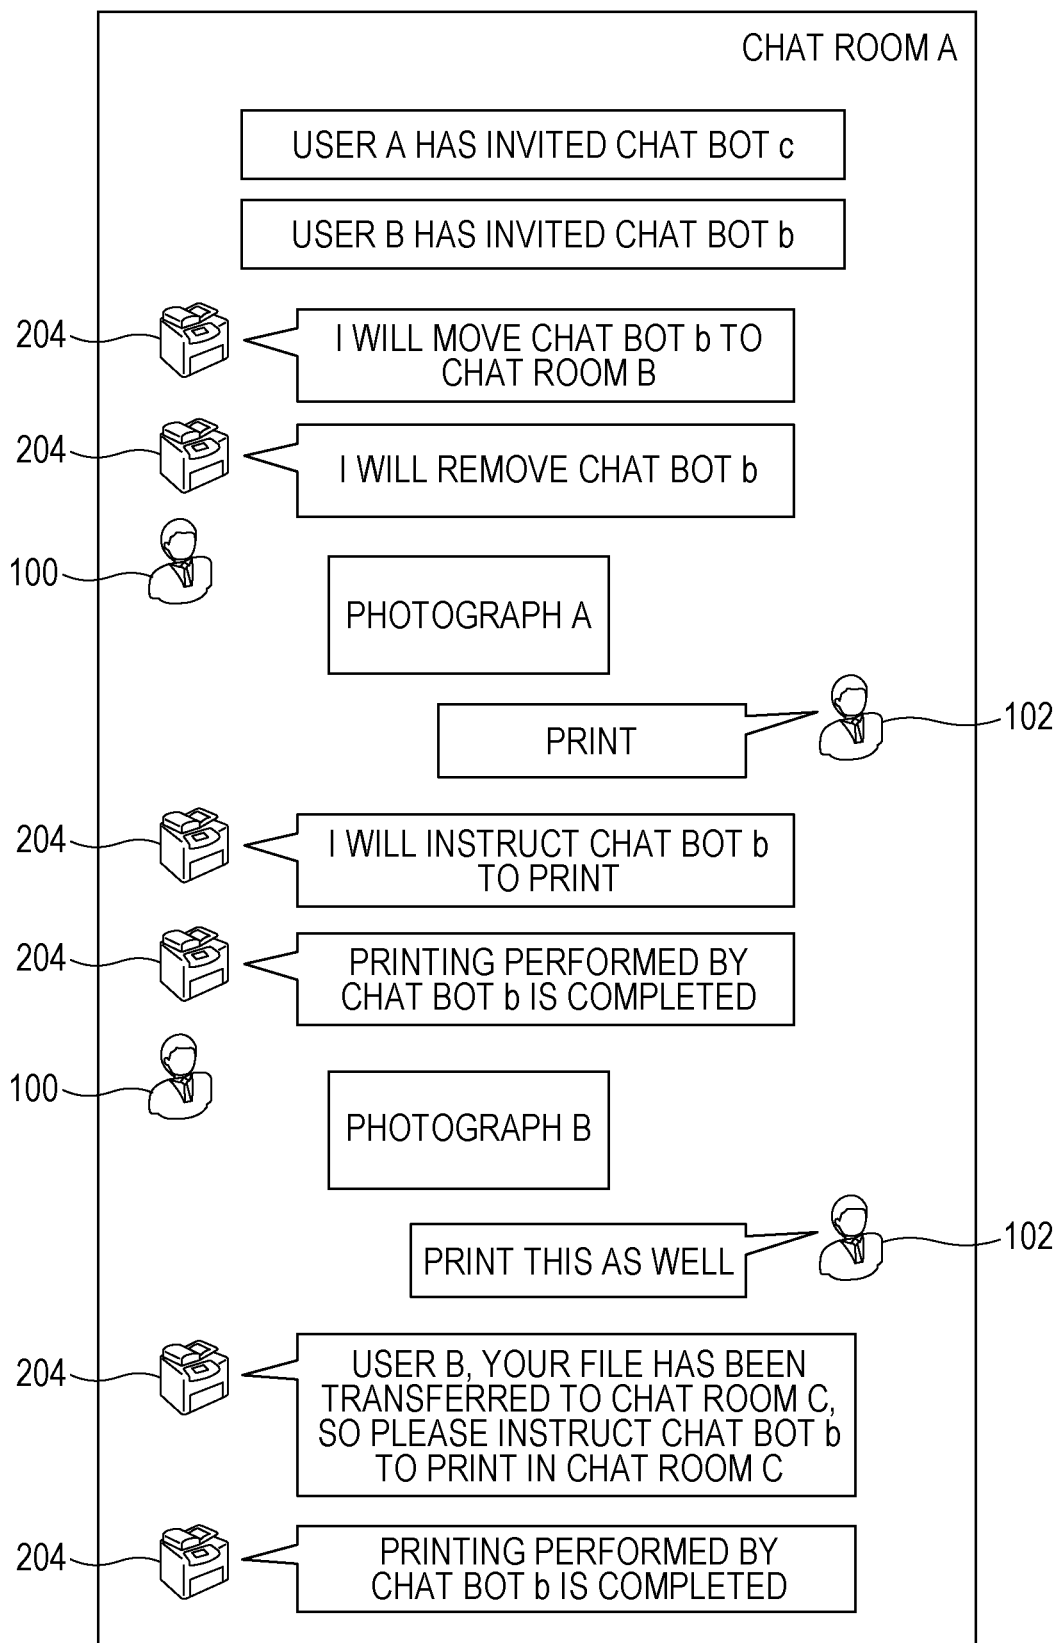 CHAT ROOM A
USER A HAS INVITED CHAT BOT c
USER B HAS INVITED CHAT BOT b
204
I WILL MOVE CHAT BOT b TO
CHAT ROOM B
204
I WILL REMOVE CHAT BOT b
100
PHOTOGRAPH A
PRINT
102
204
I WILL INSTRUCT CHAT BOT b
TO PRINT
204
PRINTING PERFORMED BY
CHAT BOT b IS COMPLETED
100
PHOTOGRAPH B
PRINT THIS AS WELL
102
204
USER B, YOUR FILE HAS BEEN
TRANSFERRED TO CHAT ROOM C,
SO PLEASE INSTRUCT CHAT BOT b
TO PRINT IN CHAT ROOM C
204
PRINTING PERFORMED BY
CHAT BOT b IS COMPLETED